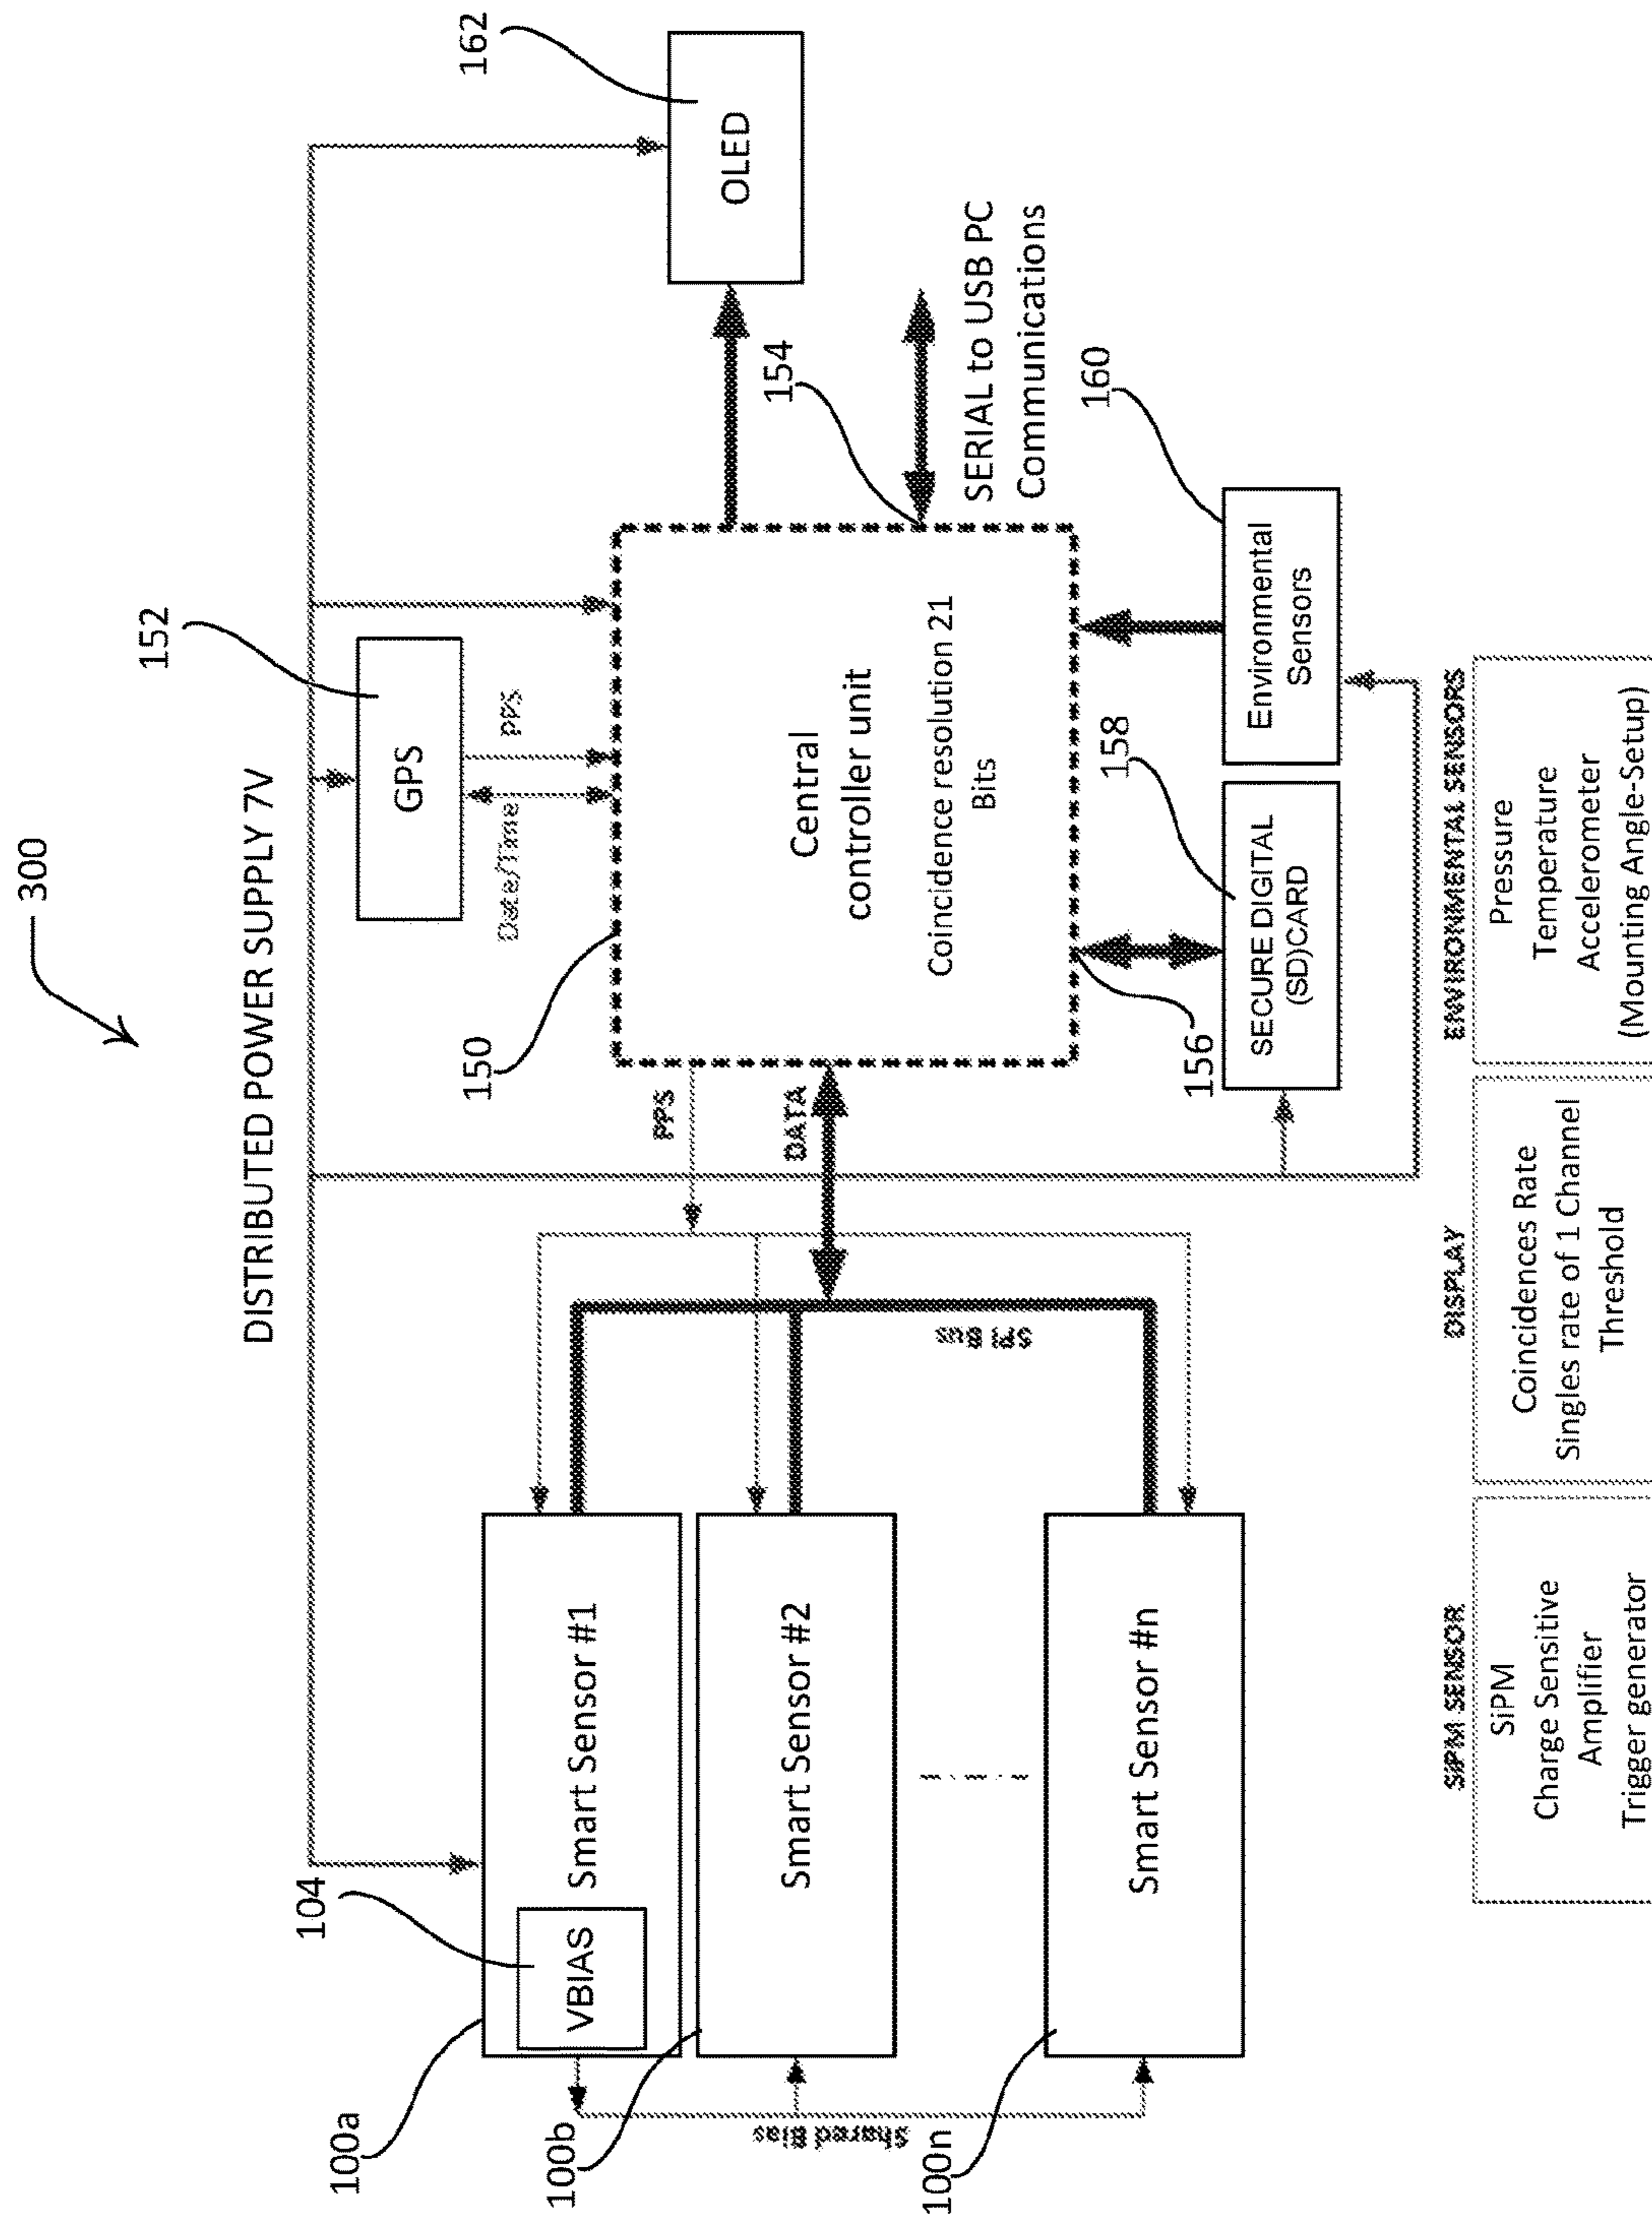 300
DISTRIBUTED POWER SUPPLY 7V
152
162
GPS
OLED
Date/Time
PPS
104
100a
VBIAS
Smart Sensor #1
150
PPS
DATA
Central
controller unit
Coincidence resolution 21
Bits
154
SERIAL to USB PC
Communications
100b
Smart Sensor #2
Shared Bias
SPI Bus
100n
Smart Sensor #n
156
158
160
SECURE DIGITAL
(SD)CARD
Environmental
Sensors
SiPM SENSOR
SiPM
Charge Sensitive
Amplifier
Trigger generator
DISPLAY
Coincidences Rate
Singles rate of 1 Channel
Threshold
ENVIRONMENTAL SENSORS
Pressure
Temperature
Accelerometer
(Mounting Angle-Setup)